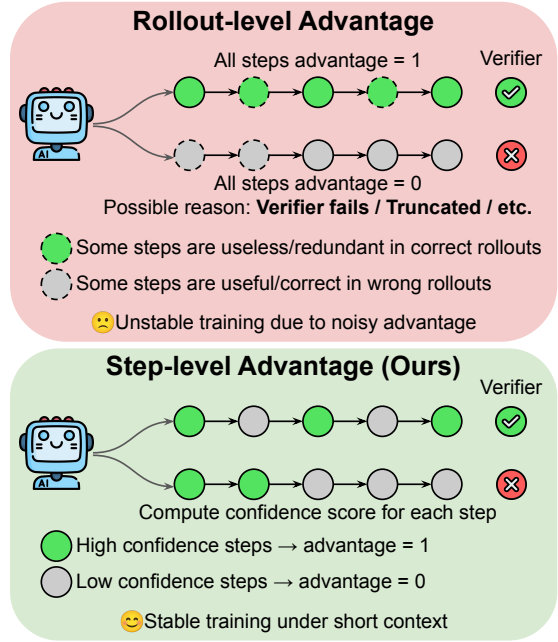 Rollout-level Advantage
All steps advantage = 1
Verifier
AI
All steps advantage = 0
Possible reason: Verifier fails / Truncated / etc.
Some steps are useless/redundant in correct rollouts
Some steps are useful/correct in wrong rollouts
Unstable training due to noisy advantage
Step-level Advantage (Ours)
Verifier
AI
Compute confidence score for each step
High confidence steps → advantage = 1
Low confidence steps → advantage = 0
Stable training under short context